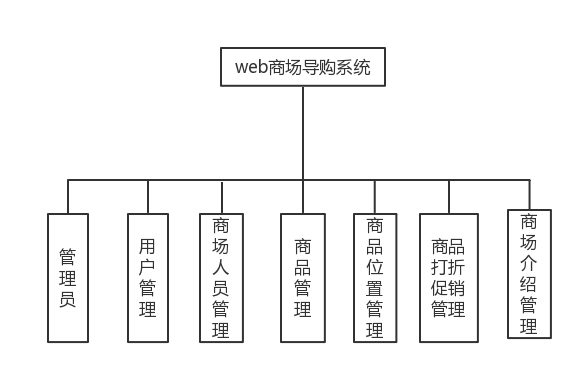 web商场导购系统
管理员
用户管理
商场人员管理
商品管理
商品位置管理
商品
打折
促销
管理
商场介绍管理